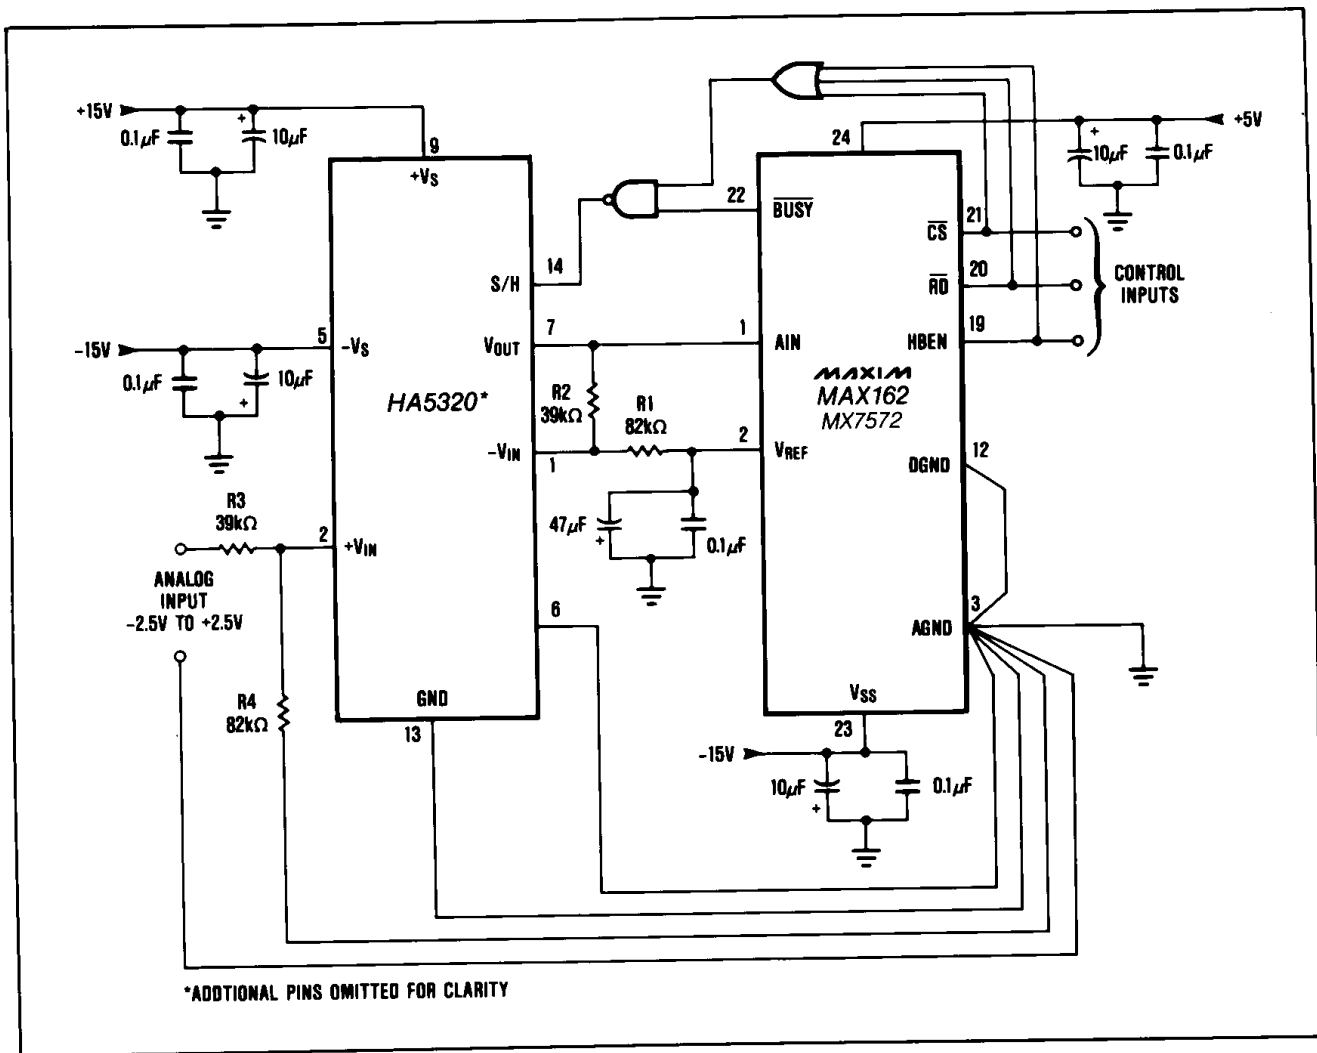 +15V
0.1µF
+
10µF
9
+VS
24
+
10µF
0.1µF
+5V
22
BUSY
21
CS
14
S/H
20
RD
CONTROL
INPUTS
-15V
5
-VS
7
VOUT
1
AIN
19
HBEN
0.1µF
10µF
+
HA5320*
R2
39kΩ
R1
82kΩ
MAXIM
MAX162
MX7572
-VIN
1
2
VREF
12
DGND
R3
39kΩ
2
+VIN
47µF
+
0.1µF
ANALOG
INPUT
-2.5V TO +2.5V
6
3
AGND
R4
82kΩ
GND
13
VSS
23
-15V
10µF
+
0.1µF
*ADDTIONAL PINS OMITTED FOR CLARITY